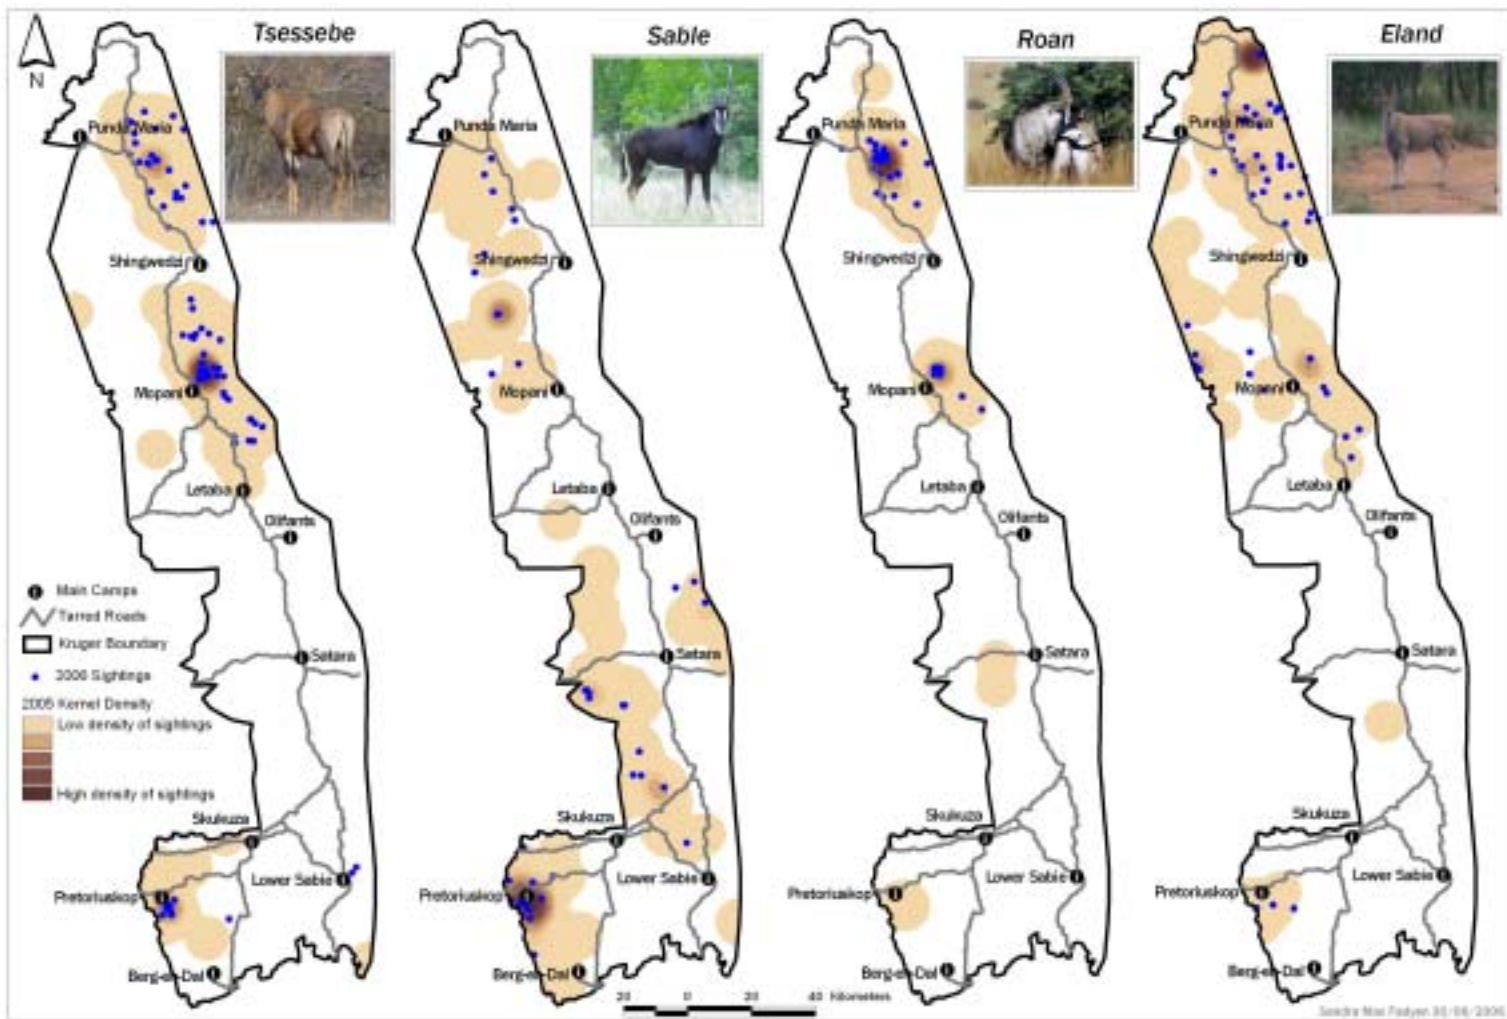 N
Tsessebe
Punda Maria
Shingwedzi
Mopani
Letaba
Olifants
Satara
Skukuza
Lower Sabie
Pretoriuskop
Berg-en-Dal
Main Camps
Tarred Roads
Kruger Boundary
2006 Sightings
2005 Kernel Density
Low density of sightings
High density of sightings
Sable
Punda Maria
Shingwedzi
Mopani
Letaba
Olifants
Satara
Skukuza
Lower Sabie
Pretoriuskop
Berg-en-Dal
20 0 20 40 Kilometers
Roan
Punda Maria
Shingwedzi
Mopani
Letaba
Olifants
Satara
Skukuza
Lower Sabie
Pretoriuskop
Berg-en-Dal
Eland
Punda Maria
Shingwedzi
Mopani
Letaba
Olifants
Satara
Skukuza
Lower Sabie
Pretoriuskop
Berg-en-Dal
Sandra Mac Fadyen